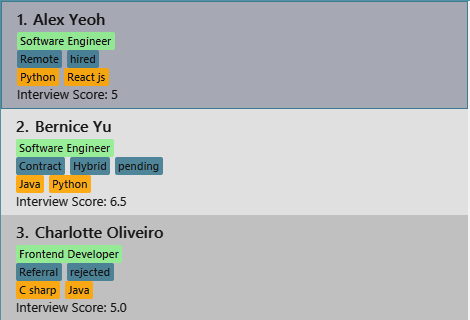 1. Alex Yeoh
Software Engineer
Remote hired
Python React js
Interview Score: 5
2. Bernice Yu
Software Engineer
Contract Hybrid pending
Java Python
Interview Score: 6.5
3. Charlotte Oliveiro
Frontend Developer
Referral rejected
C sharp Java
Interview Score: 5.0